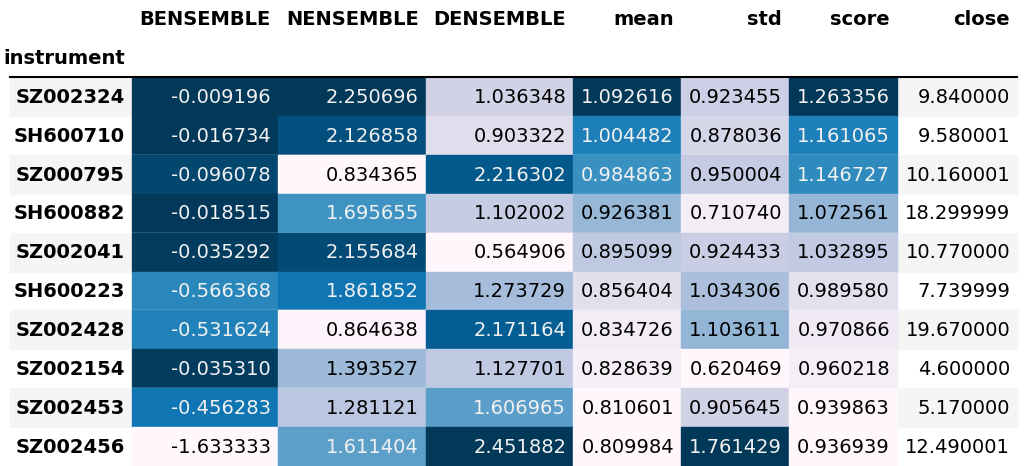 BENSEMBLE NENSEMBLE DENSEMBLE mean std score close
instrument
SZ002324 -0.009196 2.250696 1.036348 1.092616 0.923455 1.263356 9.840000
SH600710 -0.016734 2.126858 0.903322 1.004482 0.878036 1.161065 9.580001
SZ000795 -0.096078 0.834365 2.216302 0.984863 0.950004 1.146727 10.160001
SH600882 -0.018515 1.695655 1.102002 0.926381 0.710740 1.072561 18.299999
SZ002041 -0.035292 2.155684 0.564906 0.895099 0.924433 1.032895 10.770000
SH600223 -0.566368 1.861852 1.273729 0.856404 1.034306 0.989580 7.739999
SZ002428 -0.531624 0.864638 2.171164 0.834726 1.103611 0.970866 19.670000
SZ002154 -0.035310 1.393527 1.127701 0.828639 0.620469 0.960218 4.600000
SZ002453 -0.456283 1.281121 1.606965 0.810601 0.905645 0.939863 5.170000
SZ002456 -1.633333 1.611404 2.451882 0.809984 1.761429 0.936939 12.490001